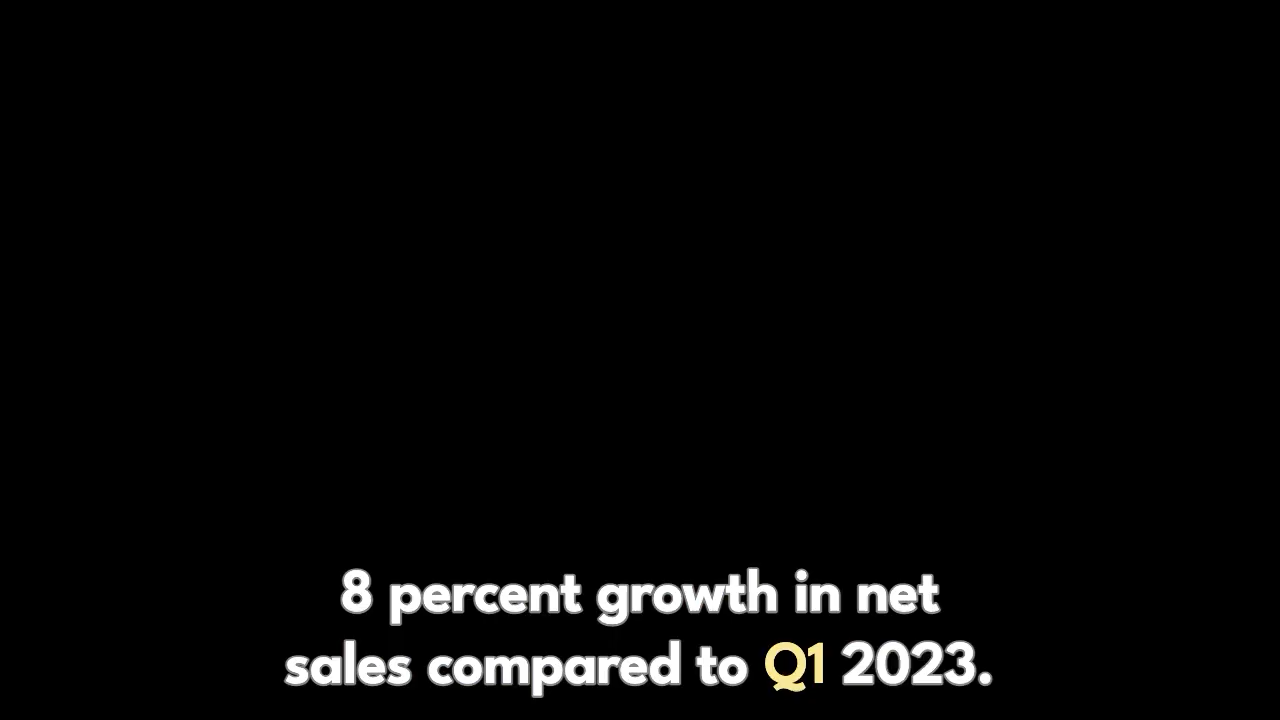 8 percent growth in net
sales compared to Q1 2023.